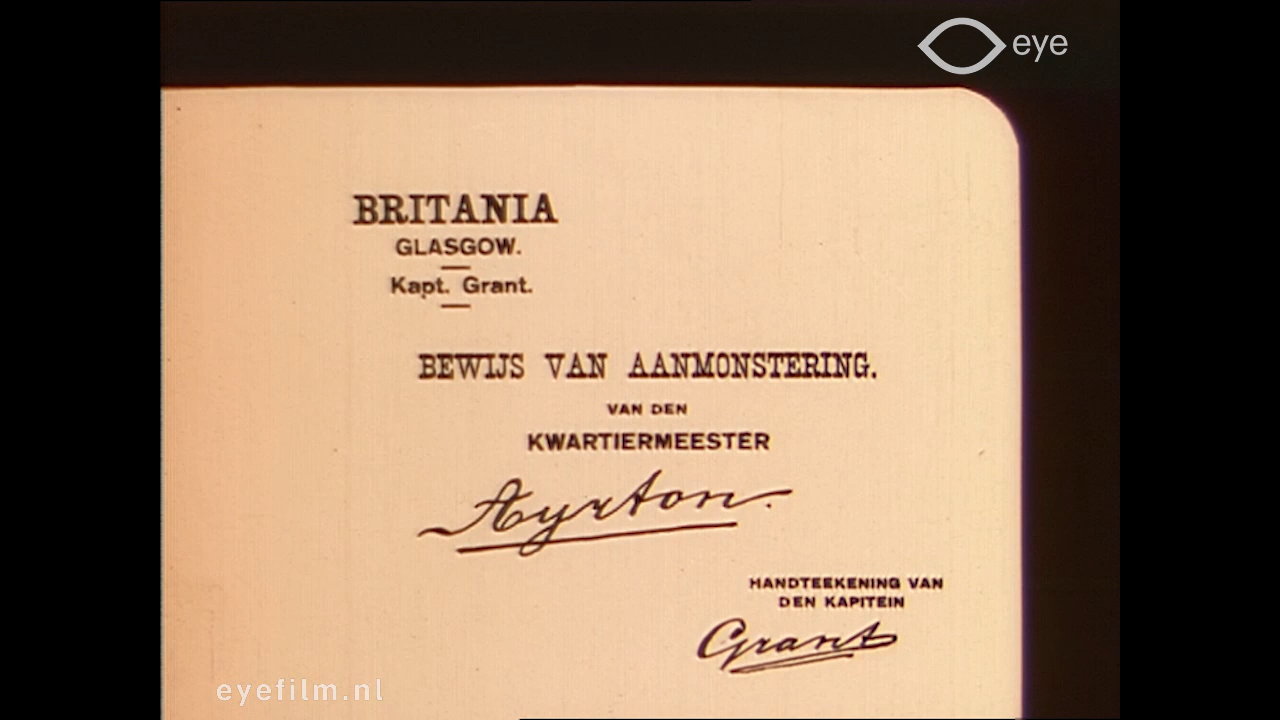 eye
BRITANIA
GLASGOW.
Kapt. Grant.
BEWIJS VAN AANMONSTERING.
VAN DEN
KWARTIERMEESTER
Ayrton.
HANDTEEKENING VAN
DEN KAPITEIN
Grant
eyefilm.nl